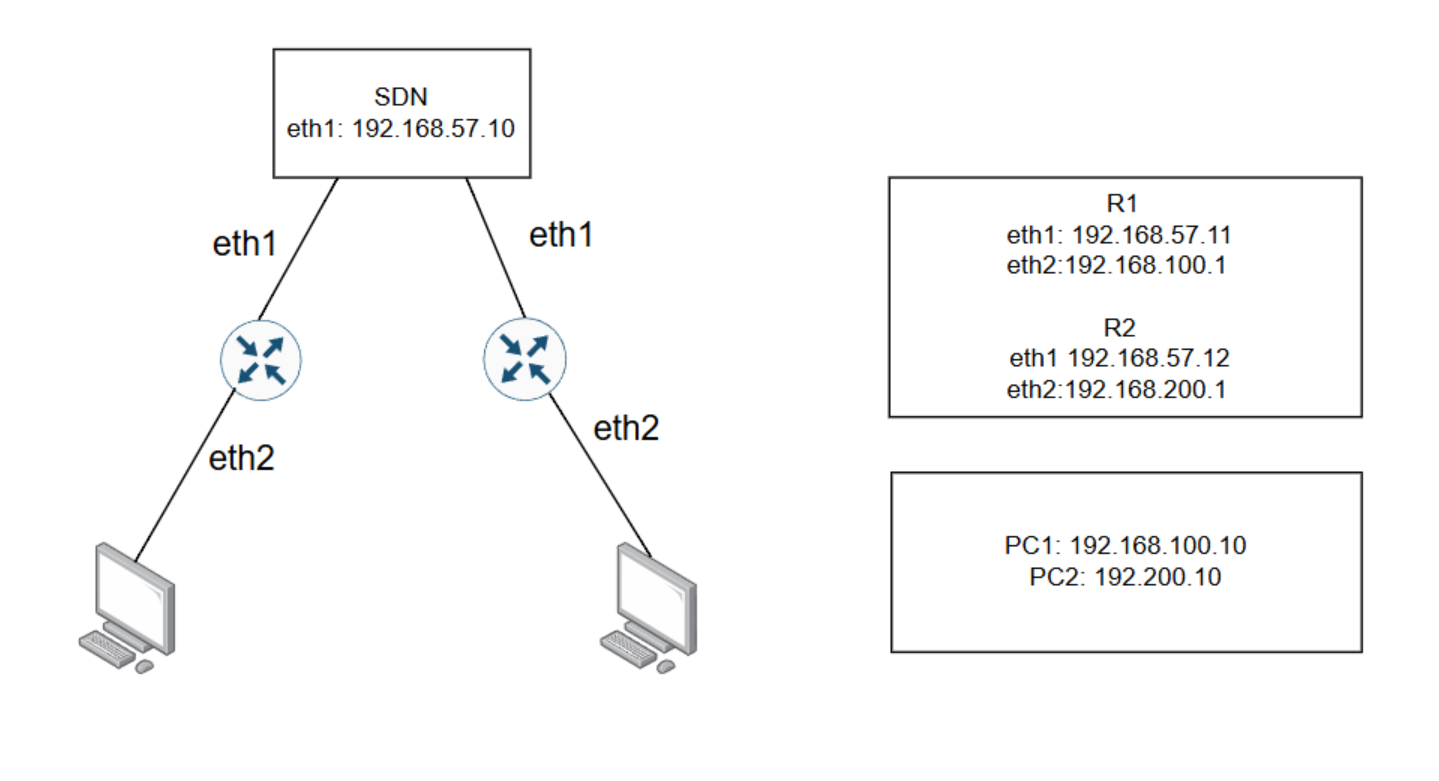 SDN
eth1: 192.168.57.10
eth1
eth1
eth2
eth2
R1
eth1: 192.168.57.11
eth2:192.168.100.1
R2
eth1 192.168.57.12
eth2:192.168.200.1
PC1: 192.168.100.10
PC2: 192.200.10